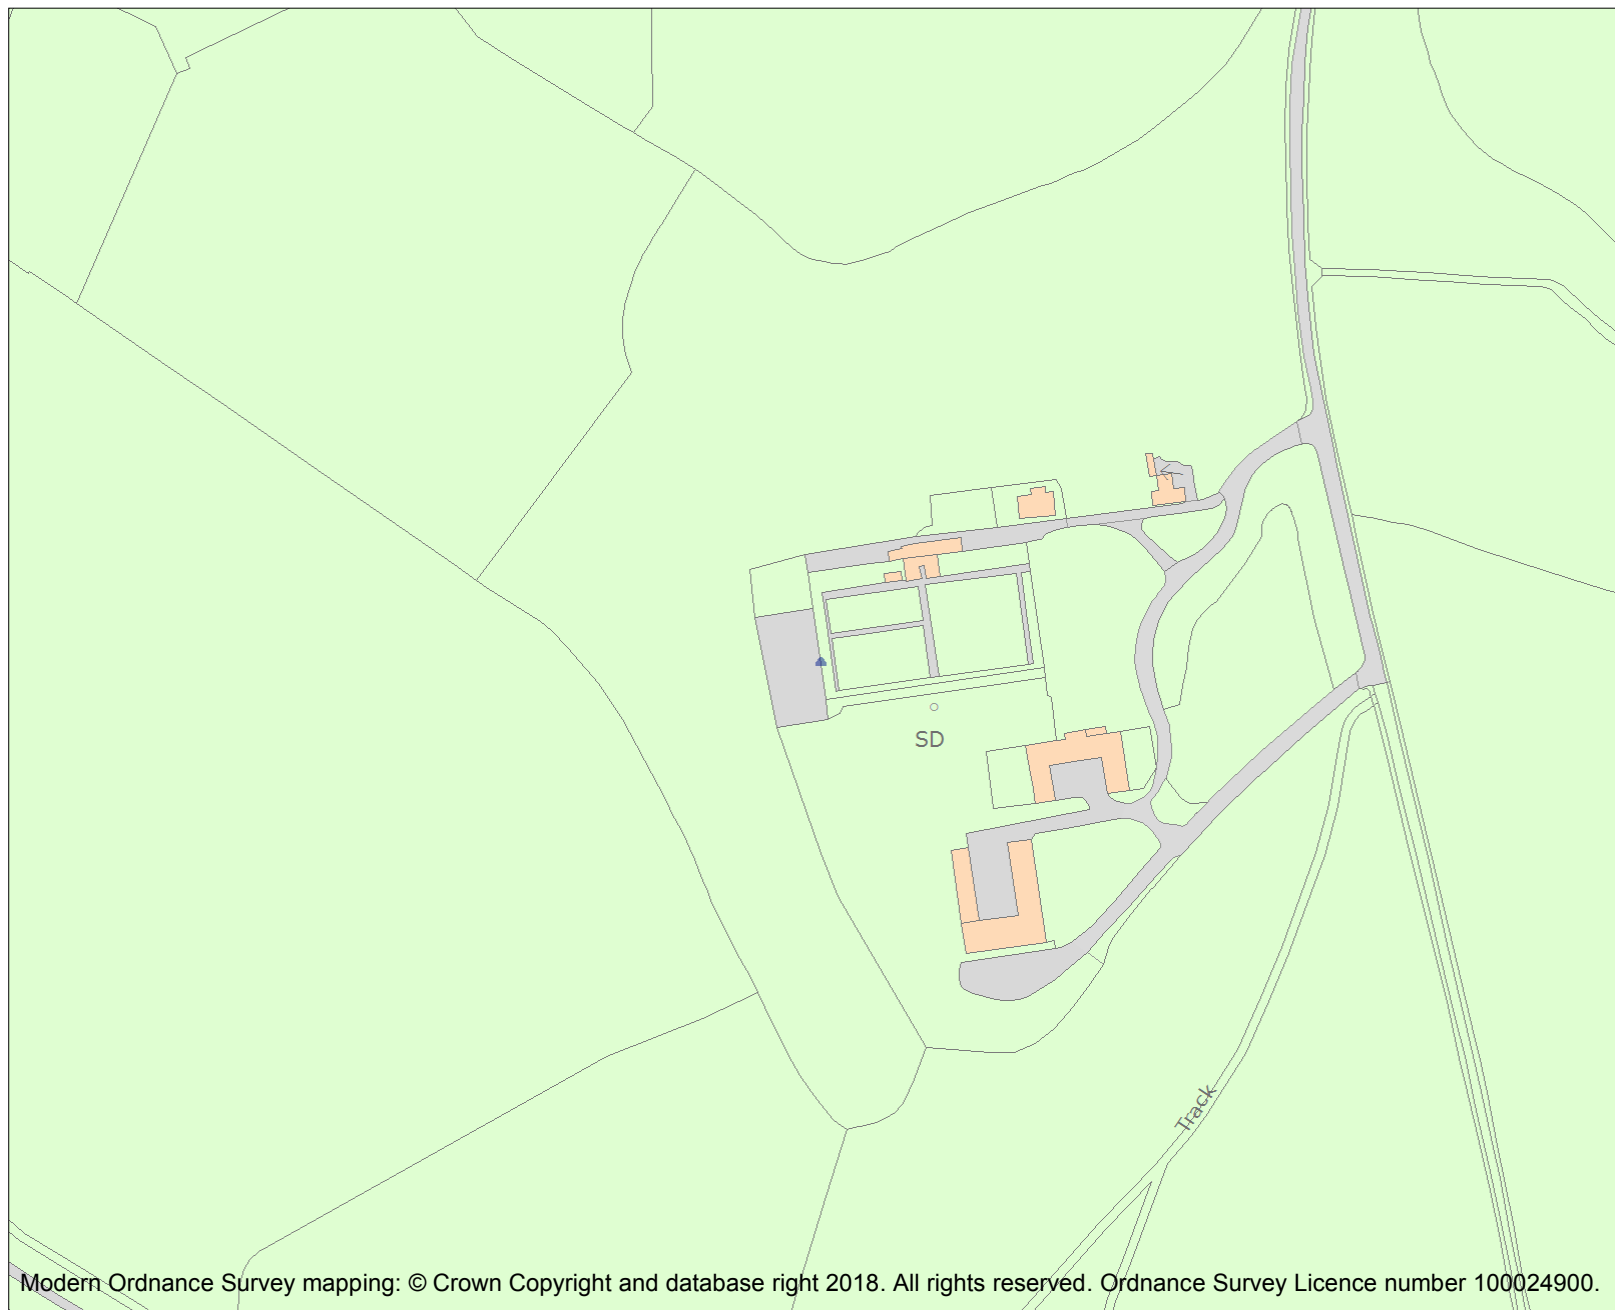 SD
Track
Modern Ordnance Survey mapping: © Crown Copyright and database right 2018. All rights reserved. Ordnance Survey Licence number 100024900.